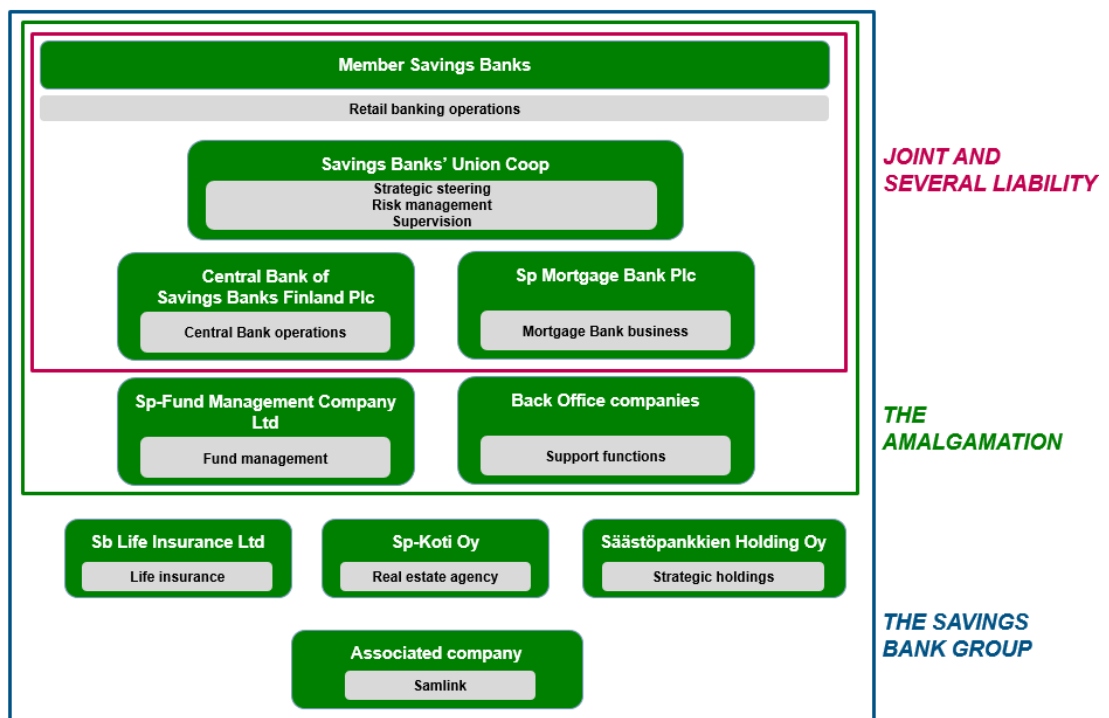 Member Savings Banks
Retail banking operations
Savings Banks’ Union Coop
Strategic steering
Risk management
Supervision
JOINT AND
SEVERAL LIABILITY
Central Bank of
Savings Banks Finland Plc
Central Bank operations
Sp Mortgage Bank Plc
Mortgage Bank business
Sp-Fund Management Company
Ltd
Fund management
Back Office companies
Support functions
THE
AMALGAMATION
Sb Life Insurance Ltd
Life insurance
Sp-Koti Oy
Real estate agency
Säästöpankkien Holding Oy
Strategic holdings
THE SAVINGS
BANK GROUP
Associated company
Samlink